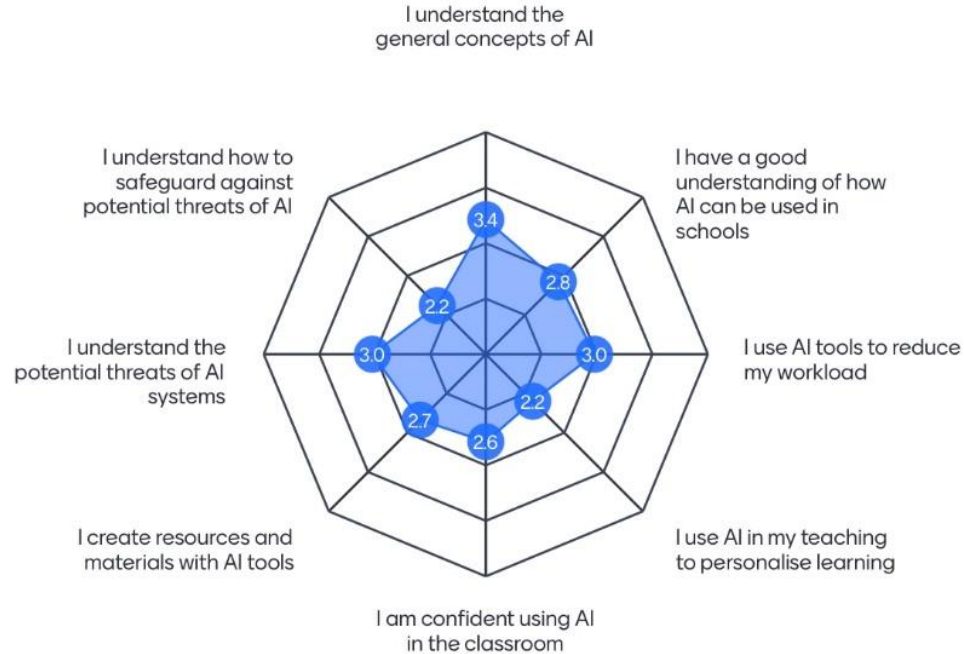 I understand the
general concepts of AI
I understand how to
safeguard against
potential threats of AI
I have a good
understanding of how
AI can be used in
schools
3.4
2.8
2.2
I understand the
potential threats of AI
systems
3.0
3.0
I use AI tools to reduce
my workload
2.2
2.7
2.6
I create resources and
materials with AI tools
I use AI in my teaching
to personalise learning
I am confident using AI
in the classroom